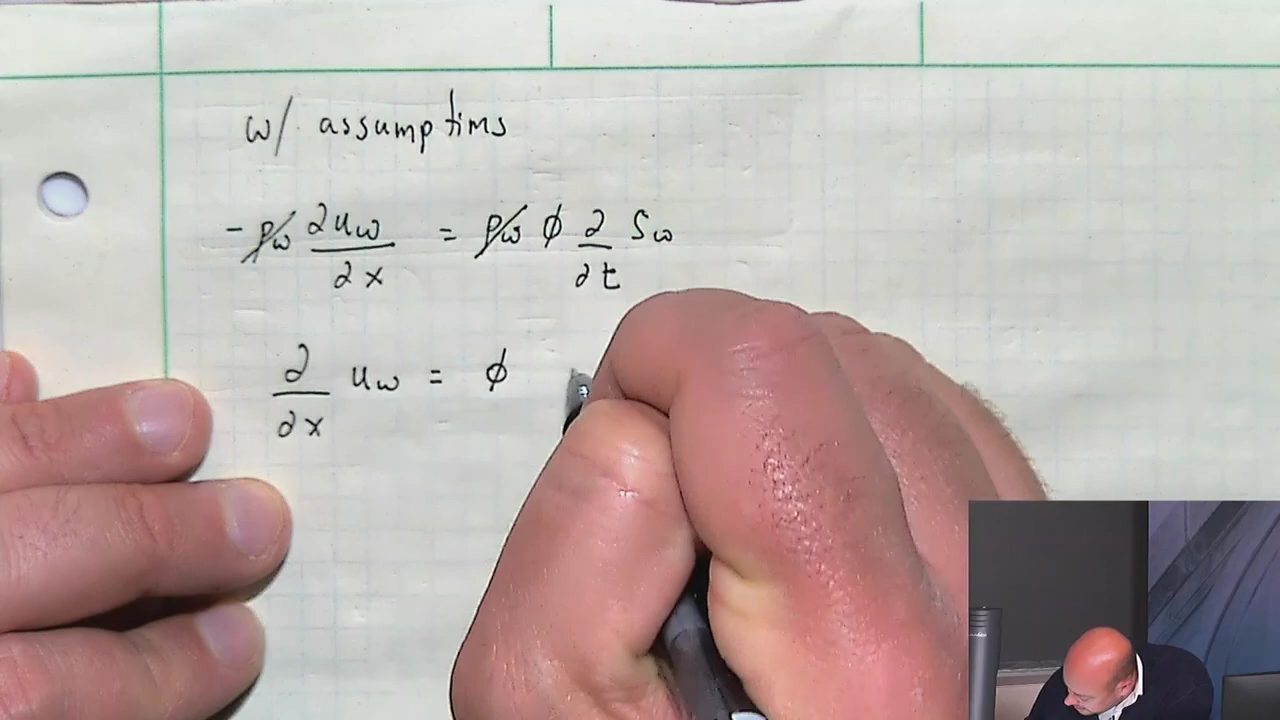 w/ assumptions
-ρw ∂uw/∂x = ρw ϕ ∂/∂t Sw
∂/∂x uw = ϕ